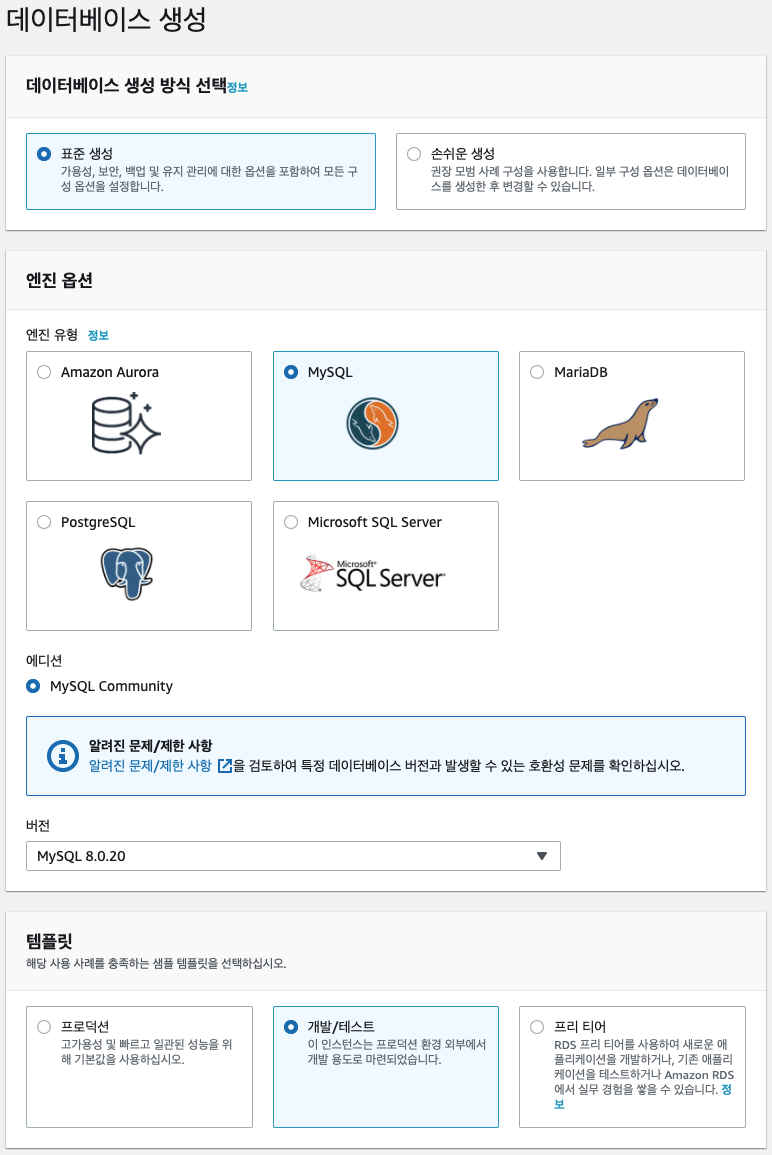 데이터베이스 생성
데이터베이스 생성 방식 선택정보
표준 생성
가용성, 보안, 백업 및 유지 관리에 대한 옵션을 포함하여 모든 구
성 옵션을 설정합니다.
손쉬운 생성
권장 모범 사례 구성을 사용합니다. 일부 구성 옵션은 데이터베이
스를 생성한 후 변경할 수 있습니다.
엔진 옵션
엔진 유형 정보
Amazon Aurora
MySQL
MariaDB
PostgreSQL
Microsoft SQL Server
Microsoft®
SQL Server®
에디션
MySQL Community
알려진 문제/제한 사항
알려진 문제/제한 사항 을 검토하여 특정 데이터베이스 버전과 발생할 수 있는 호환성 문제를 확인하십시오.
버전
MySQL 8.0.20
템플릿
해당 사용 사례를 충족하는 샘플 템플릿을 선택하십시오.
프로덕션
고가용성 및 빠르고 일관된 성능을 위
해 기본값을 사용하십시오.
개발/테스트
이 인스턴스는 프로덕션 환경 외부에서
개발 용도로 마련되었습니다.
프리 티어
RDS 프리 티어를 사용하여 새로운 애
플리케이션을 개발하거나, 기존 애플리
케이션을 테스트하거나 Amazon RDS
에서 실무 경험을 쌓을 수 있습니다. 정
보